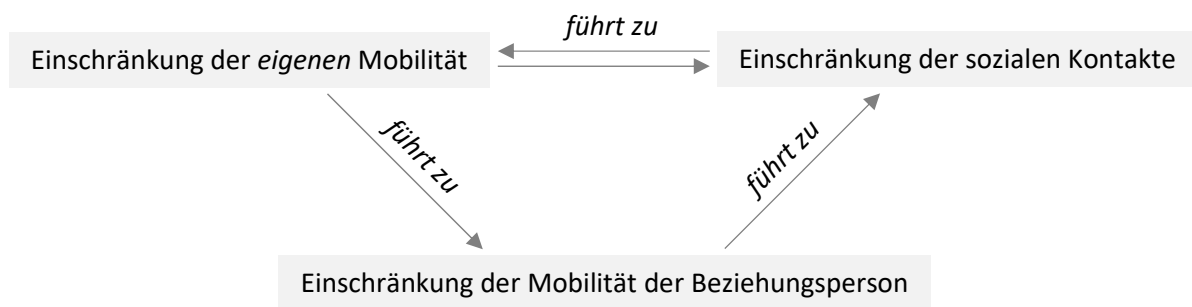 führt zu
Einschränkung der eigenen Mobilität
Einschränkung der sozialen Kontakte
führt zu
führt zu
Einschränkung der Mobilität der Beziehungsperson